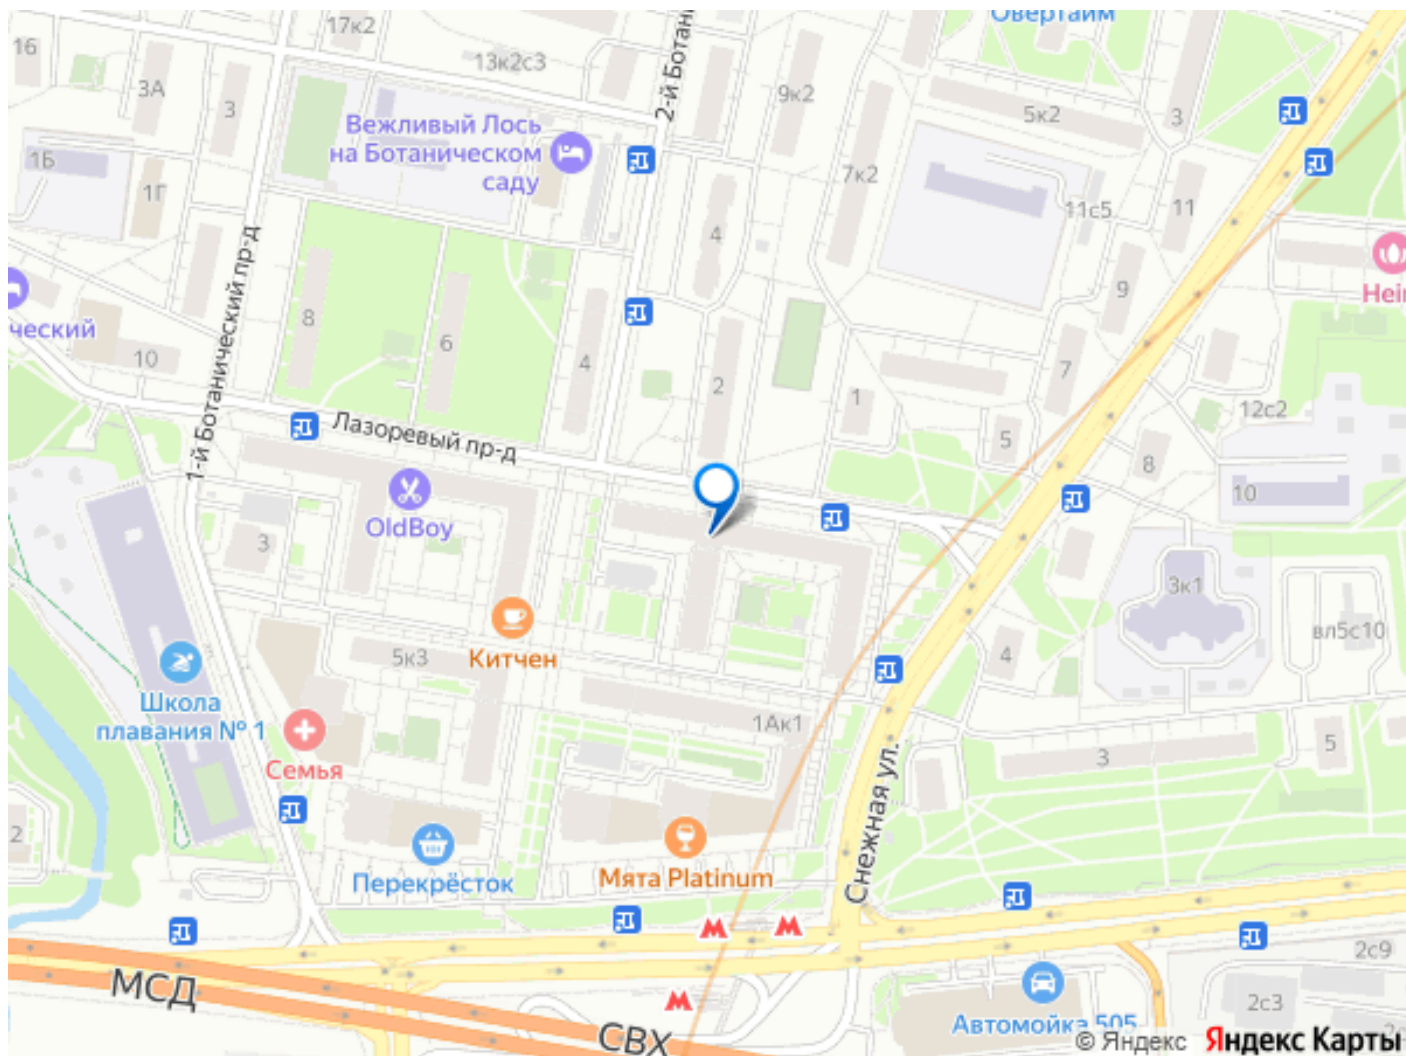 Овертайм
17к2
16
13к2с3
2-й Ботан
3А
3
9к2
5к2
3
Вежливый Лось
на Ботаническом
саду
1Б
1Г
7к2
11с5
11
4
1-й Ботанический пр-д
9
Hei
ческий
8
6
10
4
2
7
1
12с2
Лазоревый пр-д
5
8
10
OldBoy
3
3к1
вл5с10
Китчен
5к3
4
Школа
плавания № 1
1Ак1
5
3
Семья
Снежная ул.
2
Перекрёсток
Мята Platinum
2с9
МСД
2с3
СВХ
Автомойка 505
© Яндекс Яндекс Карты